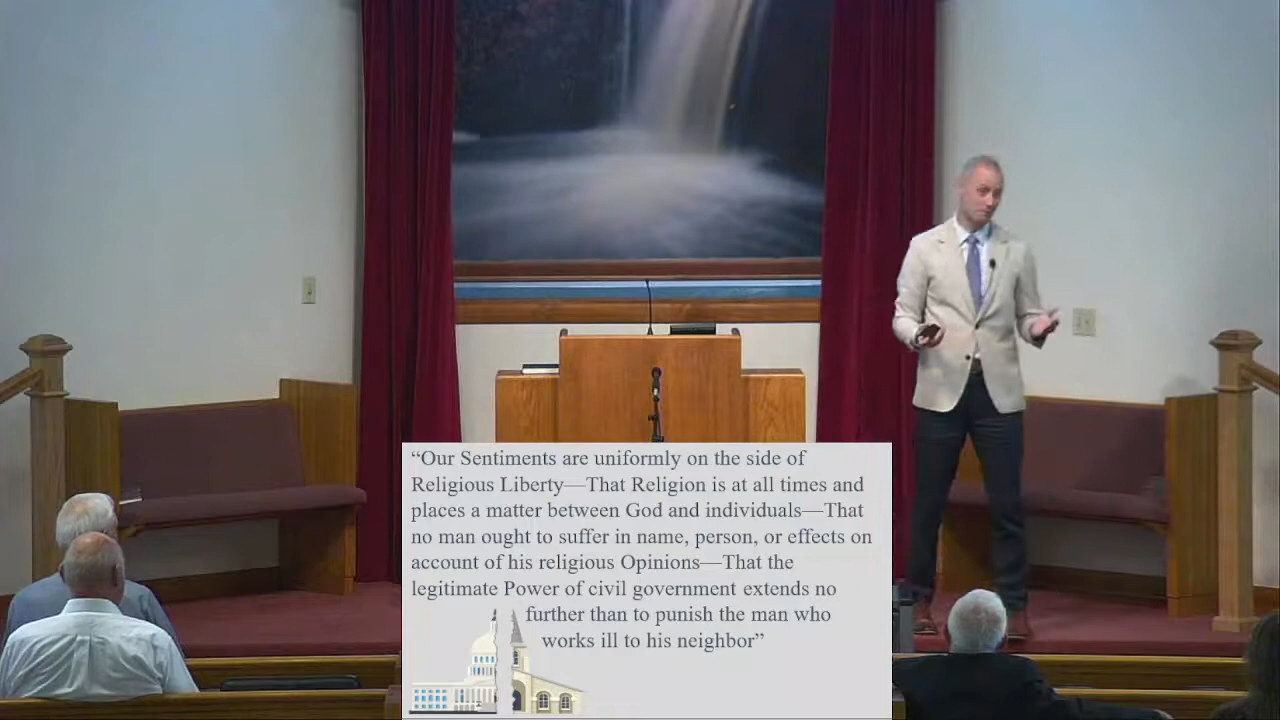 “Our Sentiments are uniformly on the side of
Religious Liberty—That Religion is at all times and
places a matter between God and individuals—That
no man ought to suffer in name, person, or effects on
account of his religious Opinions—That the
legitimate Power of civil government extends no
further than to punish the man who
works ill to his neighbor”